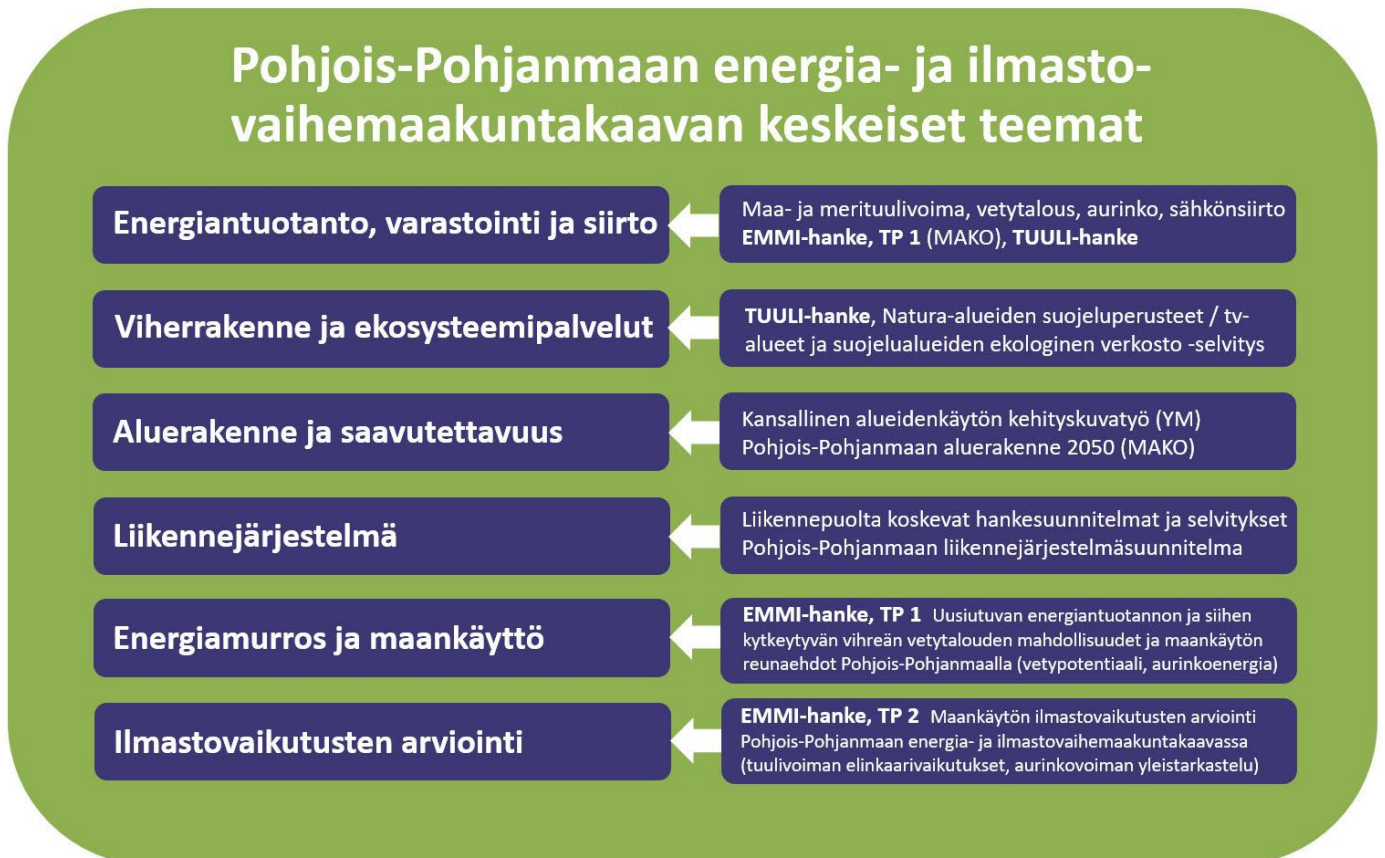 Pohjois-Pohjanmaan energia- ja ilmasto-
vaihemaakuntakaavan keskeiset teemat
Energiantuotanto, varastointi ja siirto
Maa- ja merituulivoima, vetytalous, aurinko, sähkönsiirto
EMMI-hanke, TP 1 (MAKO), TUULI-hanke
Viherrakenne ja ekosysteemipalvelut
TUULI-hanke, Natura-alueiden suojeluperusteet / tv-
alueet ja suojelualueiden ekologinen verkosto -selvitys
Aluerakenne ja saavutettavuus
Kansallinen alueidenkäytön kehityskuvatyö (YM)
Pohjois-Pohjanmaan aluerakenne 2050 (MAKO)
Liikennejärjestelmä
Liikennepuolta koskevat hankesuunnitelmat ja selvitykset
Pohjois-Pohjanmaan liikennejärjestelmäsuunnitelma
Energiamurros ja maankäyttö
EMMI-hanke, TP 1 Uusiutuvan energiantuotannon ja siihen
kytkeytyvän vihreän vetytalouden mahdollisuudet ja maankäytön
reunaehdot Pohjois-Pohjanmaalla (vetypotentiaali, aurinkoenergia)
Ilmastovaikutusten arviointi
EMMI-hanke, TP 2 Maankäytön ilmastovaikutusten arviointi
Pohjois-Pohjanmaan energia- ja ilmastovaihemaakuntakaavassa
(tuulivoiman elinkaarivaikutukset, aurinkovoiman yleistarkastelu)